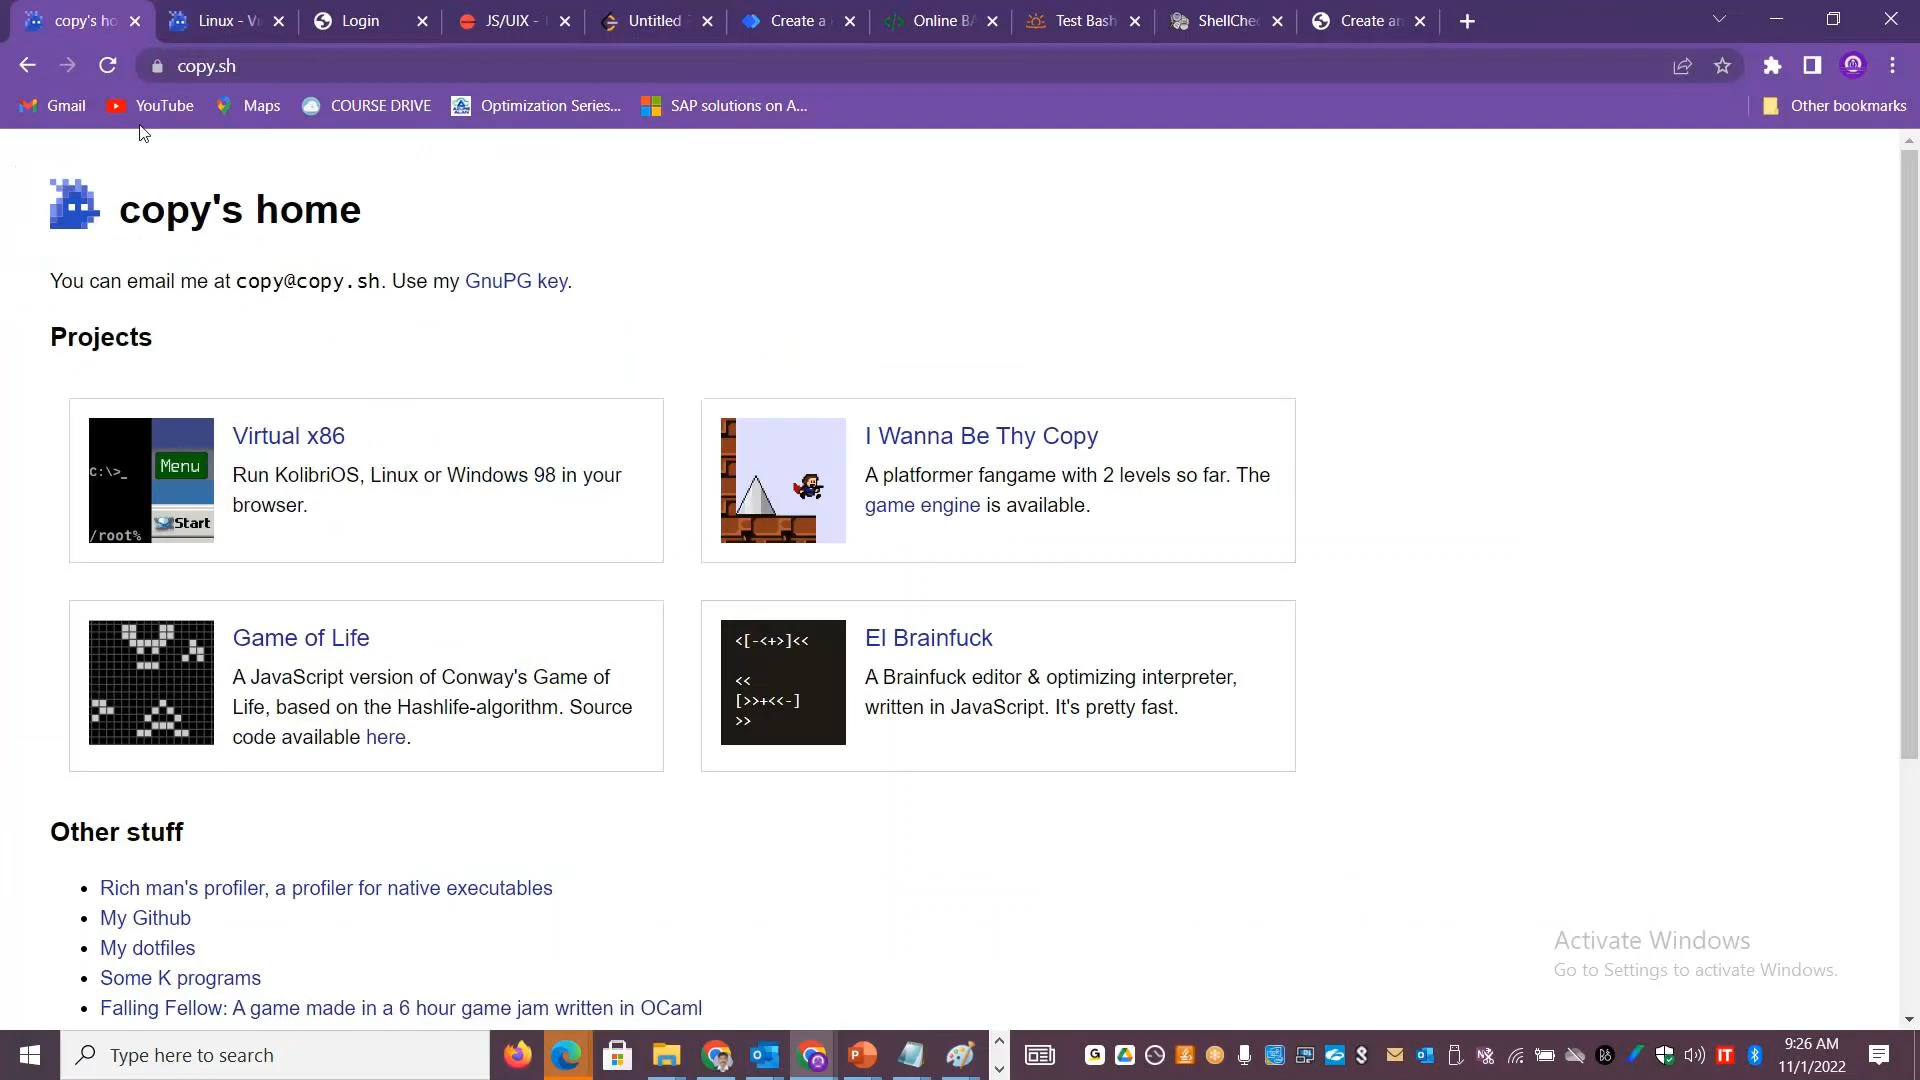 copy's ho
Linux - V
Login
JS/UIX -
Untitled
Create a
Online BA
Test Bash
ShellChe
Create an
copy.sh
Gmail
YouTube
Maps
COURSE DRIVE
Optimization Series...
SAP solutions on A...
Other bookmarks
copy's home
You can email me at copy@copy.sh. Use my GnuPG key.
Projects
C:\>_
Menu
Start
/root%
Virtual x86
Run KolibriOS, Linux or Windows 98 in your
browser.
I Wanna Be Thy Copy
A platformer fangame with 2 levels so far. The
game engine is available.
Game of Life
A JavaScript version of Conway's Game of
Life, based on the Hashlife-algorithm. Source
code available here.
<[-<+>]<<
<<
[>>+<<-]
>>
El Brainfuck
A Brainfuck editor & optimizing interpreter,
written in JavaScript. It's pretty fast.
Other stuff
Rich man's profiler, a profiler for native executables
My Github
My dotfiles
Some K programs
Falling Fellow: A game made in a 6 hour game jam written in OCaml
Activate Windows
Go to Settings to activate Windows.
Type here to search
9:26 AM
11/1/2022